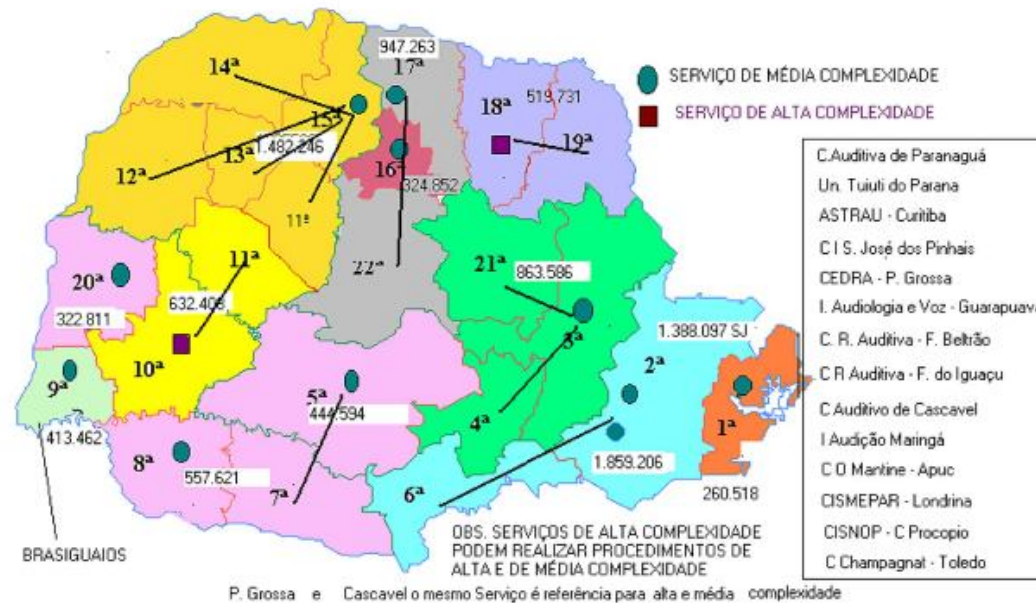 947.263
14ª
17ª
SERVIÇO DE MÉDIA COMPLEXIDADE
18ª
519.731
15ª
SERVIÇO DE ALTA COMPLEXIDADE
13ª
1.482.246
19ª
12ª
16ª
324.852
C.Auditiva de Paranaguá
Un. Tuiuti do Parana
ASTRAU - Curitiba
C I S. José dos Pinhais
CEDRA - P. Grossa
I. Audiologia e Voz - Guarapuava
C. R. Auditiva - F. Beltrão
C R Auditiva - F. do Iguaçu
C Auditivo de Cascavel
I Audição Maringá
C O Mantine - Apuc
CISMEPAR - Londrina
CISNOP - C Procopio
C Champagnat - Toledo
11ª
11ª
22ª
21ª
863.586
20ª
632.408
322.811
1.388.097 SJ
3ª
2ª
10ª
9ª
5ª
444.594
4ª
1ª
413.462
8ª
557.621
7ª
6ª
1.859.206
260.518
BRASIGUAIOS
OBS. SERVIÇOS DE ALTA COMPLEXIDADE
PODEM REALIZAR PROCEDIMENTOS DE
ALTA E DE MÉDIA COMPLEXIDADE
P. Grossa e Cascavel o mesmo Serviço é referência para alta e média complexidade